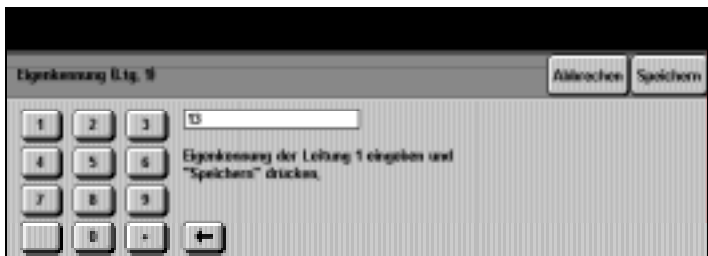 Eigenkennung (Ltg. 1)
Abbrechen Speichern
1 2 3
13
4 5 6
Eigenkennung der Leitung 1 eingeben und
"Speichern" drücken.
7 8 9
0
←